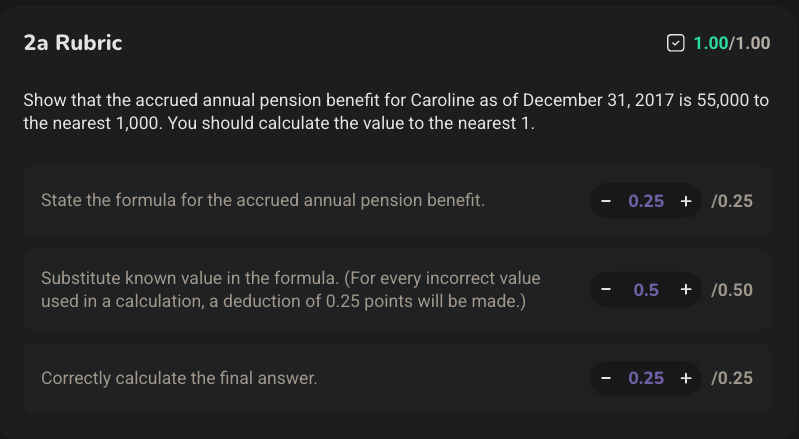 2a Rubric
1.00/1.00
Show that the accrued annual pension benefit for Caroline as of December 31, 2017 is 55,000 to
the nearest 1,000. You should calculate the value to the nearest 1.
State the formula for the accrued annual pension benefit.
− 0.25 + /0.25
Substitute known value in the formula. (For every incorrect value
used in a calculation, a deduction of 0.25 points will be made.)
− 0.5 + /0.50
Correctly calculate the final answer.
− 0.25 + /0.25